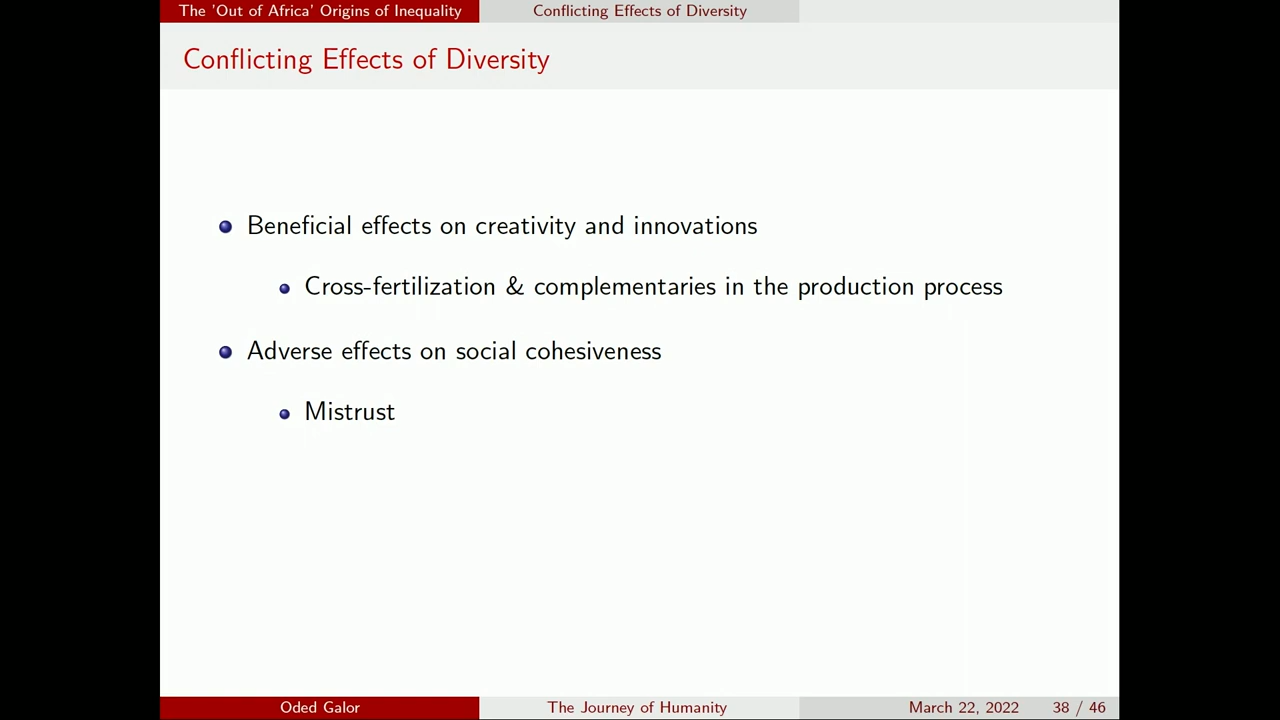 The 'Out of Africa' Origins of Inequality
Conflicting Effects of Diversity
Conflicting Effects of Diversity
Beneficial effects on creativity and innovations
Cross-fertilization & complementaries in the production process
Adverse effects on social cohesiveness
Mistrust
Oded Galor
The Journey of Humanity
March 22, 2022
38 / 46